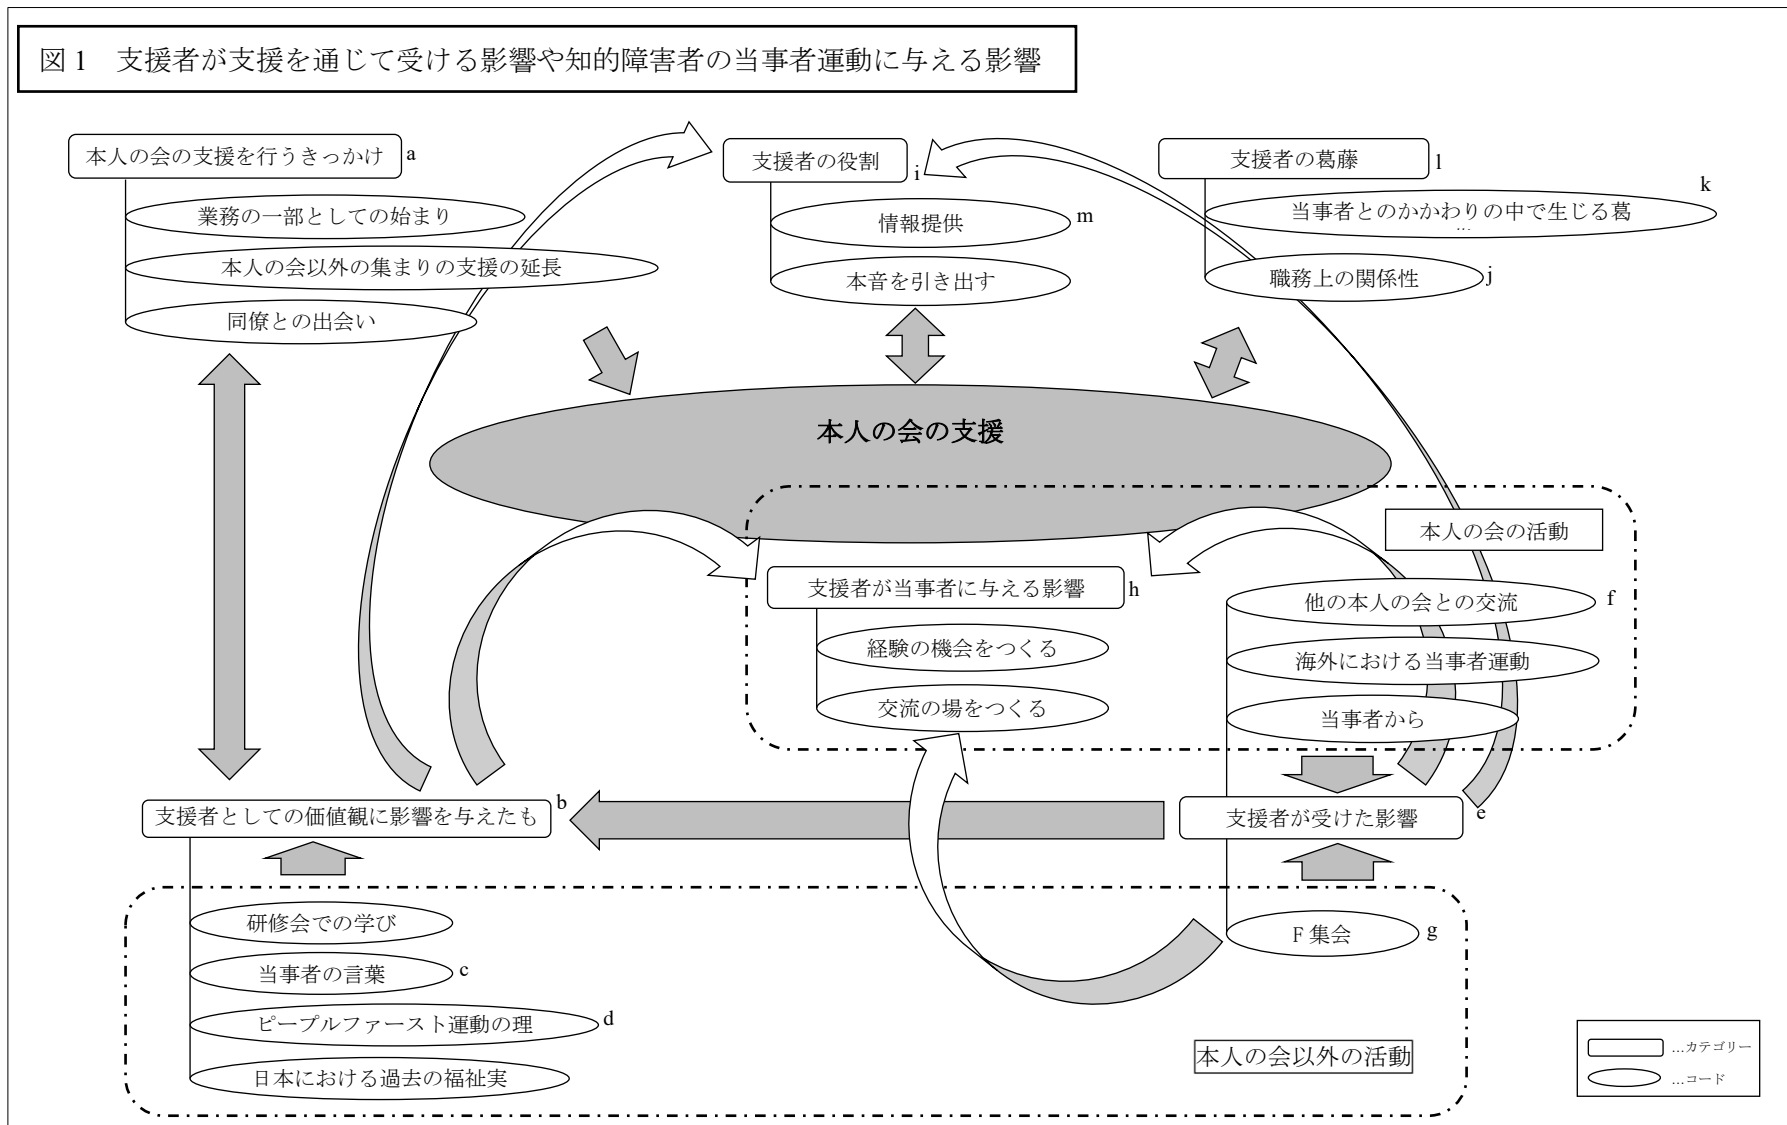 図1 支援者が支援を通じて受ける影響や知的障害者の当事者運動に与える影響
本人の会の支援を行うきっかけ
a
業務の一部としての始まり
本人の会以外の集まりの支援の延長
同僚との出会い
支援者の役割
i
情報提供
m
本音を引き出す
支援者の葛藤
l
k
当事者とのかかわりの中で生じる葛
…
職務上の関係性
j
本人の会の支援
本人の会の活動
支援者が当事者に与える影響
h
経験の機会をつくる
交流の場をつくる
他の本人の会との交流
f
海外における当事者運動
当事者から
支援者としての価値観に影響を与えたも
b
支援者が受けた影響
e
研修会での学び
当事者の言葉
c
ピープルファースト運動の理
d
日本における過去の福祉実
F集会
g
本人の会以外の活動
…カテゴリー
…コード